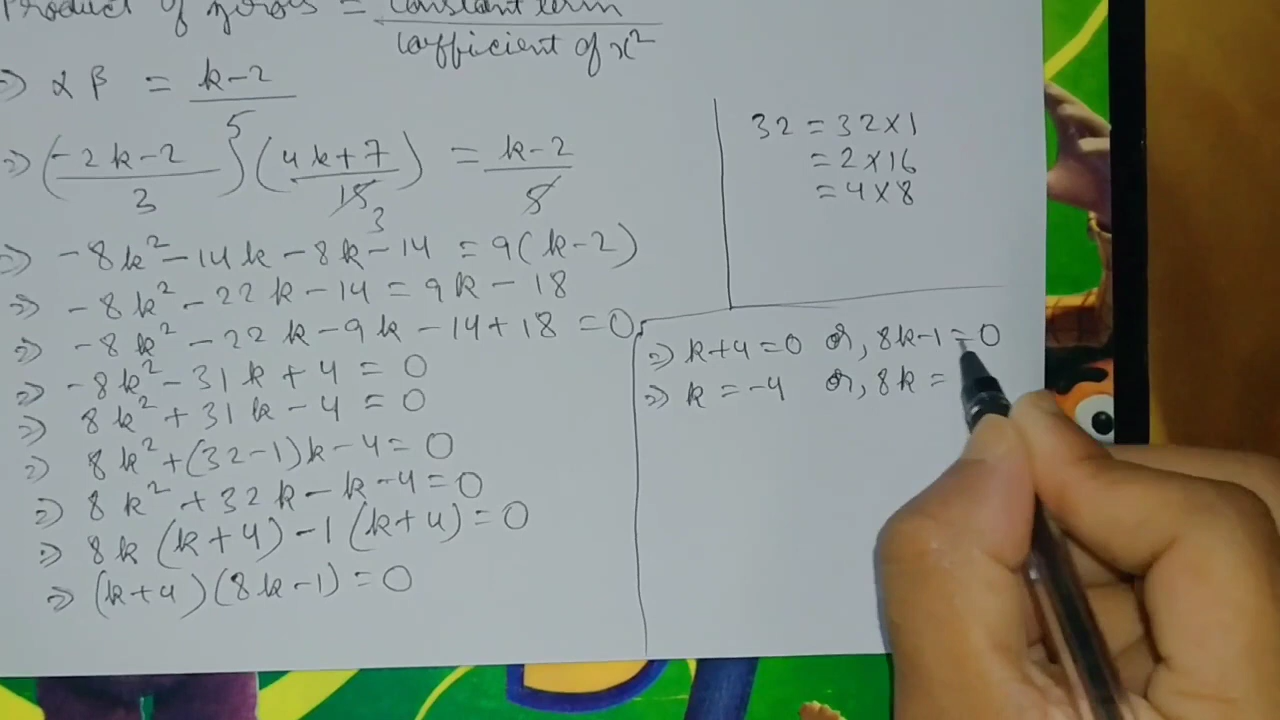 Product of zeros = constant term
coefficient of x²
⇒ αβ = k-2
5
⇒ (-2k-2 / 3) (4k+7 / 15 3) = k-2 / 5
⇒ -8k²-14k-8k-14 = 9(k-2)
⇒ -8k²-22k-14=9k-18
⇒ -8k²-22k-9k-14+18=0
⇒ -8k²-31k+4=0
⇒ 8k²+31k-4=0
⇒ 8k²+(32-1)k-4=0
⇒ 8k²+32k-k-4=0
⇒ 8k(k+4)-1(k+4)=0
⇒ (k+4)(8k-1)=0
32=32×1
=2×16
=4×8
⇒ k+4=0 or, 8k-1=0
⇒ k=-4 or, 8k=